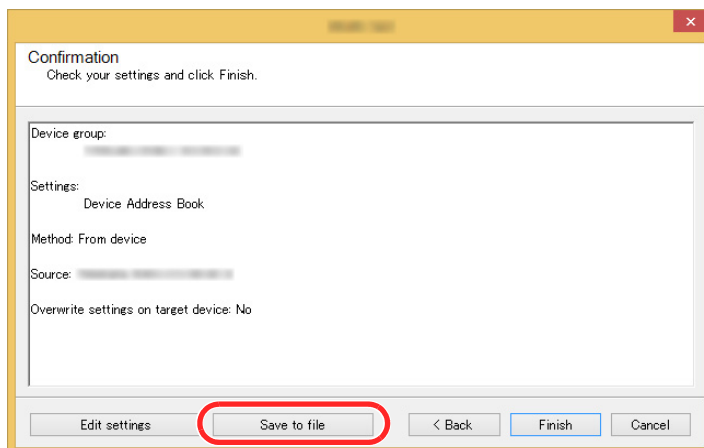 Confirmation
Check your settings and click Finish.
Device group:
Settings:
Device Address Book
Method: From device
Source:
Overwrite settings on target device: No
Edit settings
Save to file
< Back
Finish
Cancel